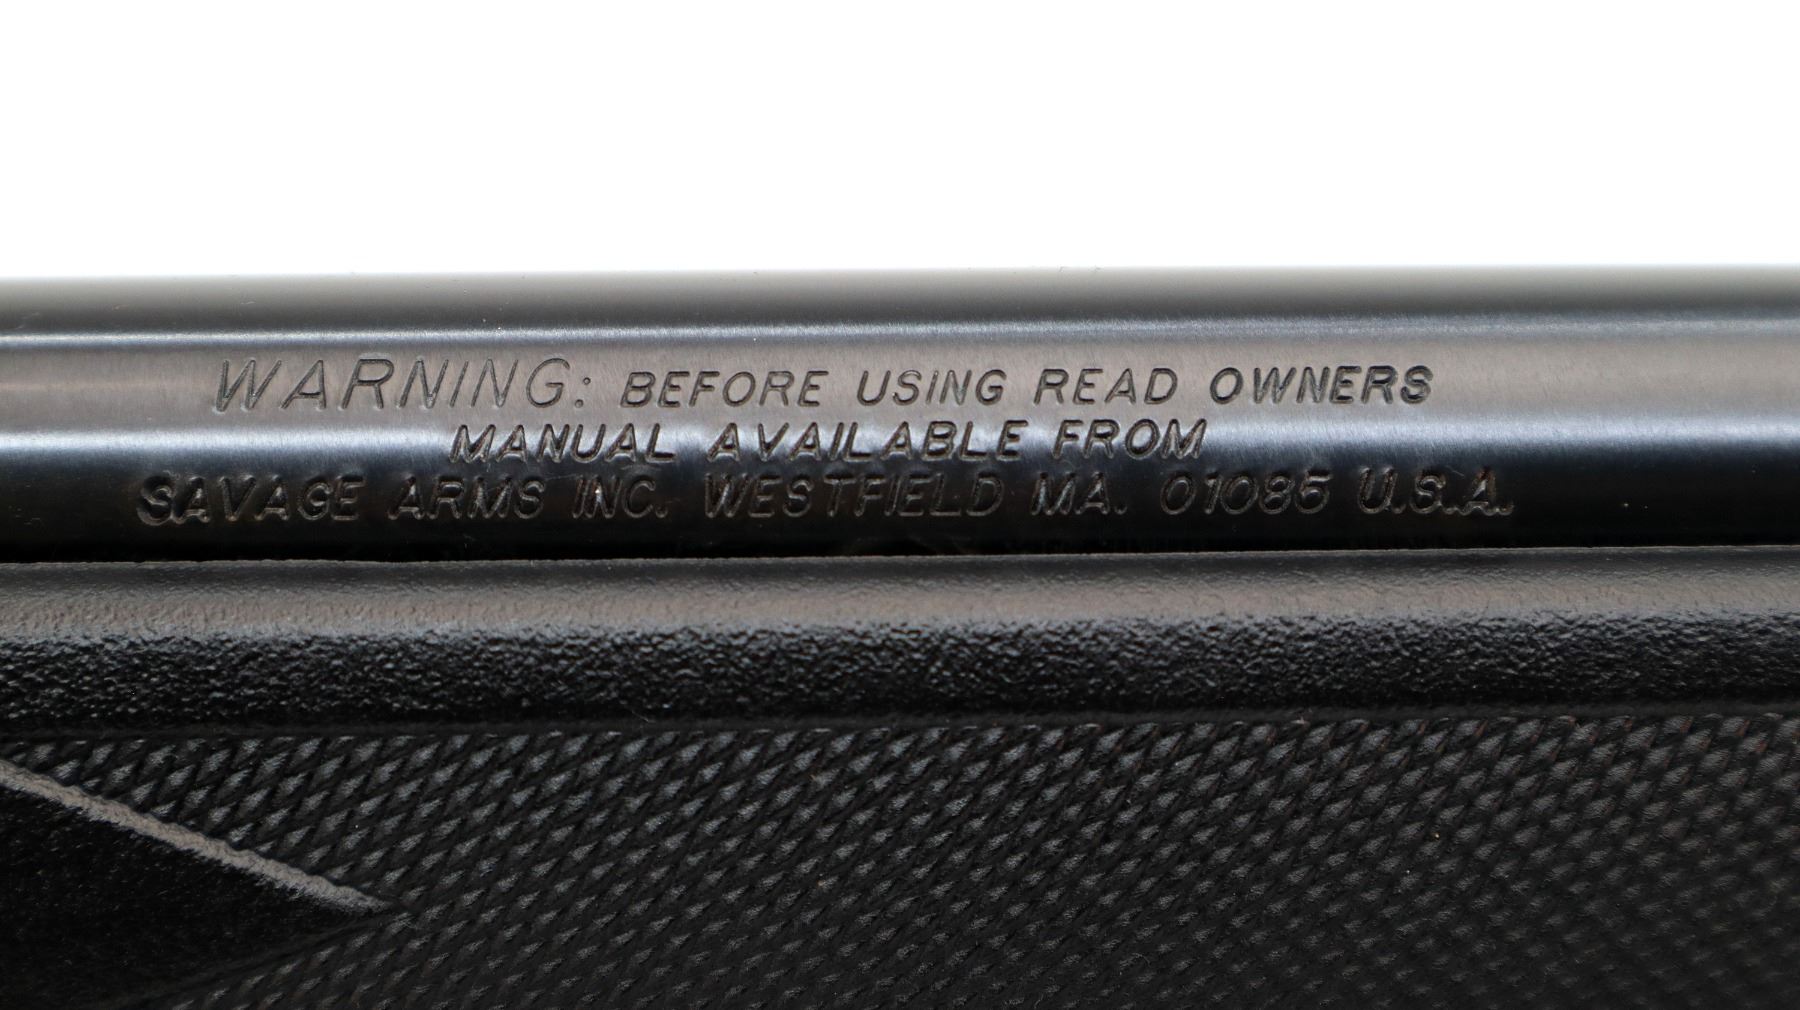 WARNING: BEFORE USING READ OWNERS
MANUAL AVAILABLE FROM
SAVAGE ARMS INC. WESTFIELD MA. 01085 U.S.A.